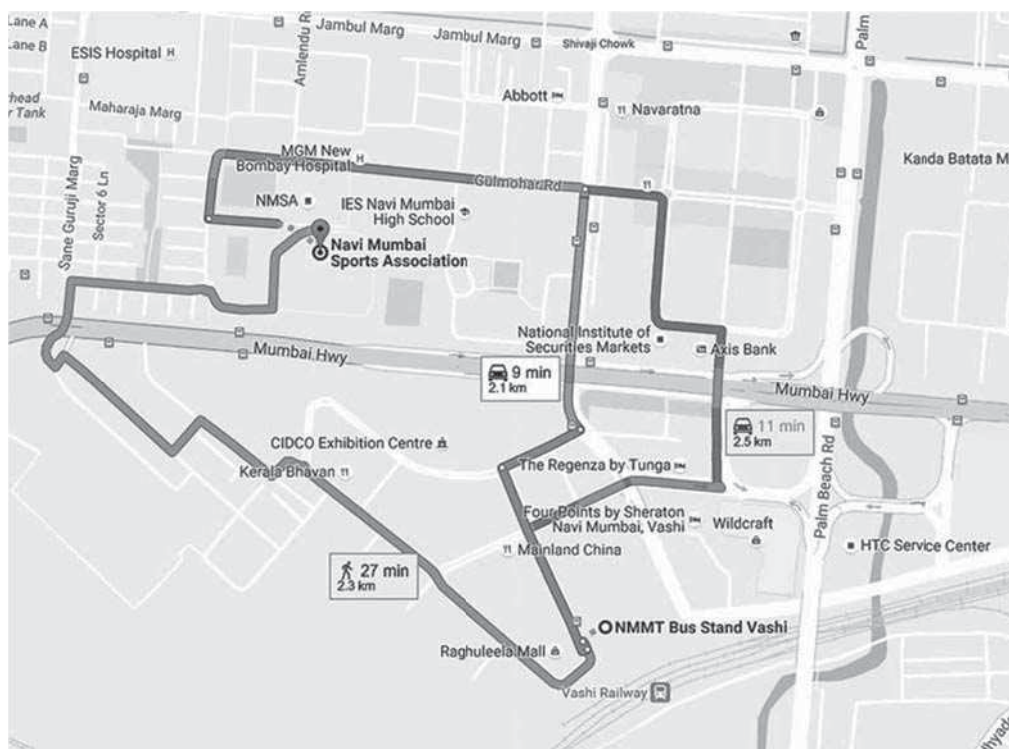 Lane A
Lane B
ESIS Hospital H
Amlendu R
Jambul Marg
Jambul Marg
Shivaji Chowk
Palm
rhead
r Tank
Maharaja Marg
Abbott
Navaratna
Kanda Batata M
MGM New
Bombay Hospital H
Gulmohar Rd
Sane Guruji Marg
Sector 6 Ln
NMSA
IES Navi Mumbai
High School
Navi Mumbai
Sports Association
National Institute of
Securities Markets
Axis Bank
Mumbai Hwy
Mumbai Hwy
9 min
2.1 km
11 min
2.5 km
CIDCO Exhibition Centre
Kerala Bhavan
The Regenza by Tunga
Palm Beach Rd
Four Points by Sheraton
Navi Mumbai, Vashi
Wildcraft
Mainland China
HTC Service Center
27 min
2.3 km
NMMT Bus Stand Vashi
Raghuleela Mall
Vashi Railway
dhyad